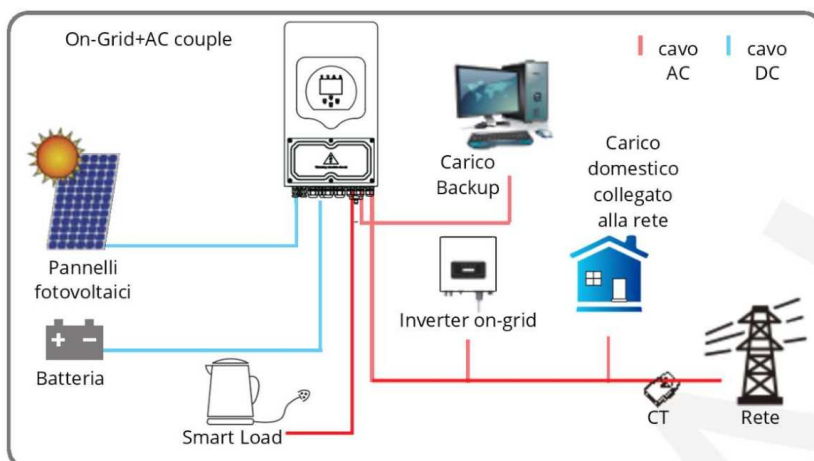 On-Grid+AC couple
cavo
AC
cavo
DC
Carico
Backup
Carico
domestico
collegato
alla rete
Pannelli
fotovoltaici
Inverter on-grid
Batteria
Smart Load
CT
Rete